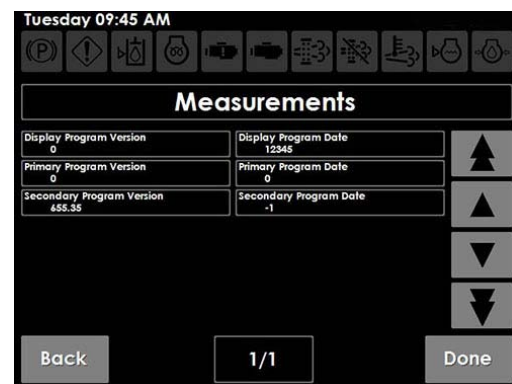 Tuesday 09:45 AM
(P)
Measurements
Display Program Version
0
Display Program Date
12345
Primary Program Version
0
Primary Program Date
0
Secondary Program Version
655.35
Secondary Program Date
-1
Back
1/1
Done